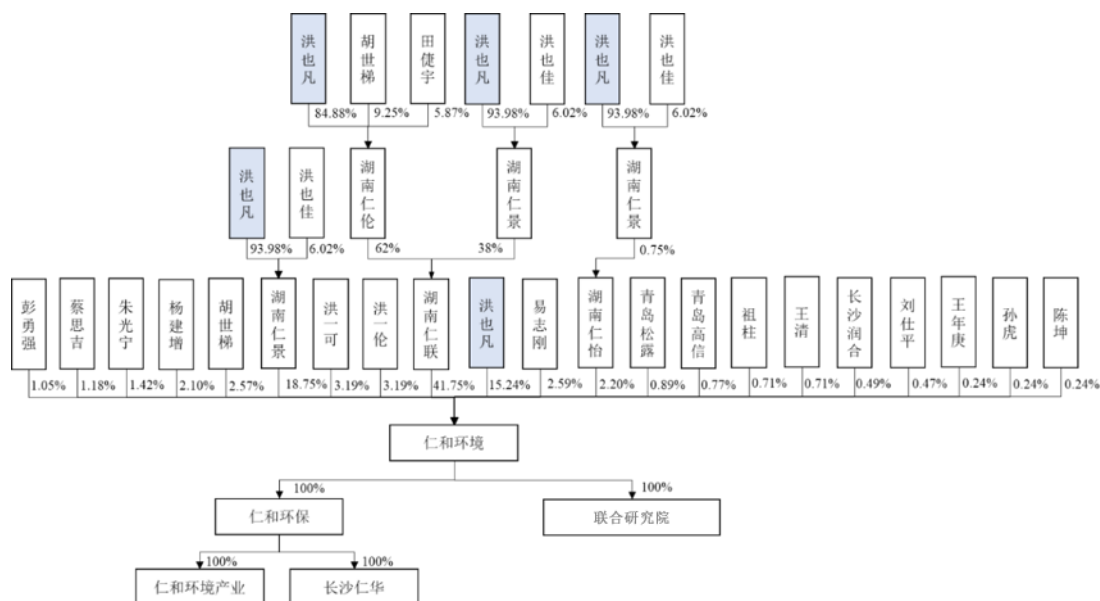 洪也凡
胡世梯
田倢宇
洪也凡
洪也佳
洪也凡
洪也佳
84.88%
9.25%
5.87%
93.98%
6.02%
93.98%
6.02%
洪也凡
洪也佳
湖南仁伦
湖南仁景
湖南仁景
93.98%
6.02%
62%
38%
0.75%
彭勇强
蔡思吉
朱光宁
杨建增
胡世梯
湖南仁景
洪一可
洪一伦
湖南仁联
洪也凡
易志刚
湖南仁怡
青岛松露
青岛高信
祖柱
王清
长沙润合
刘仕平
王年庚
孙虎
陈坤
1.05%
1.18%
1.42%
2.10%
2.57%
18.75%
3.19%
3.19%
41.75%
15.24%
2.59%
2.20%
0.89%
0.77%
0.71%
0.71%
0.49%
0.47%
0.24%
0.24%
0.24%
仁和环境
100%
100%
仁和环保
联合研究院
100%
100%
仁和环境产业
长沙仁华